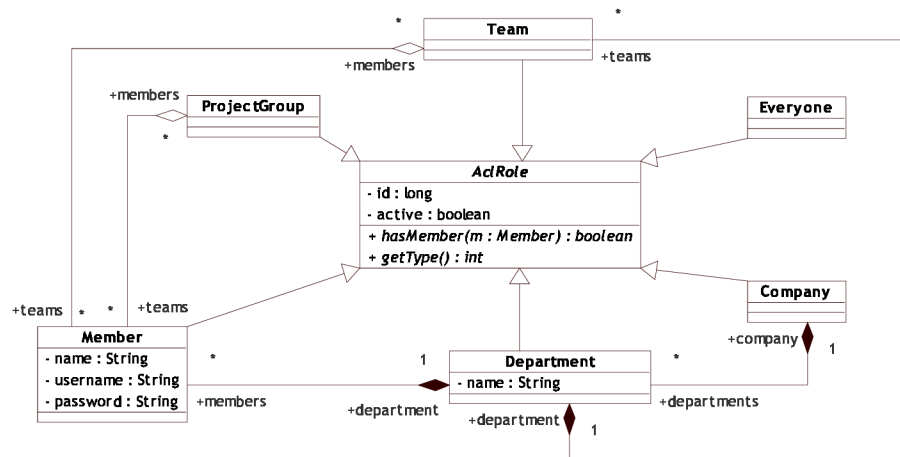 *
*
Team
+members
+teams
+members
ProjectGroup
*
Everyone
AclRole
- id : long
- active : boolean
+ hasMember(m : Member) : boolean
+ getType() : int
Company
+teams
*
*
+teams
+company
1
Member
- name : String
- username : String
- password : String
*
+members
1
+department
Department
- name : String
*
+departments
+department
1